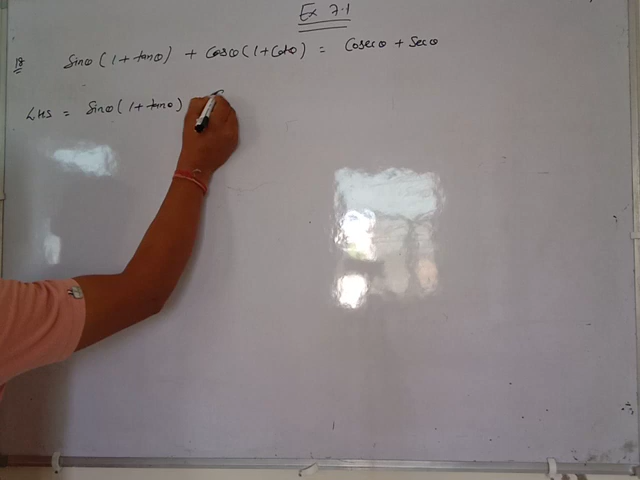 Ex 7.1
18 Sinθ (1 + tanθ) + Cosθ (1 + Cotθ) = Cosecθ + Secθ
LHS = Sinθ (1 + tanθ)